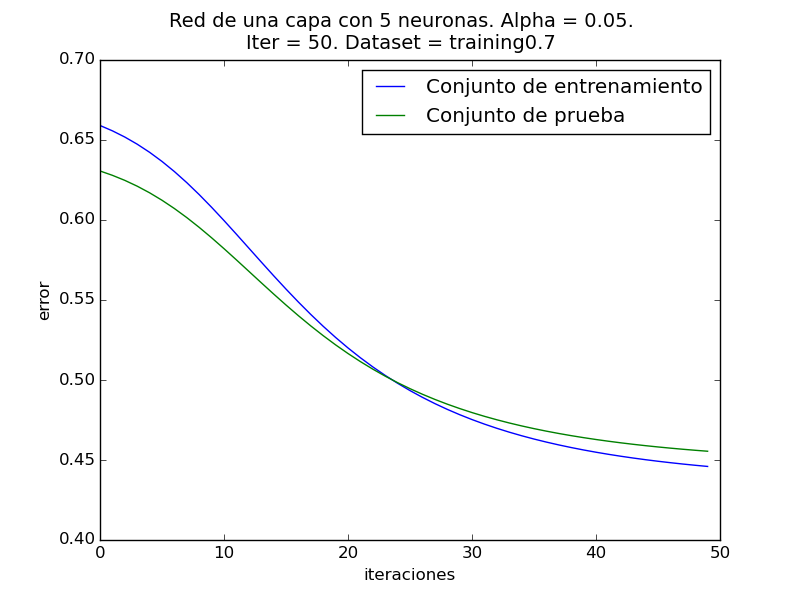 Red de una capa con 5 neuronas. Alpha = 0.05.
Iter = 50. Dataset = training0.7
0.70
Conjunto de entrenamiento
Conjunto de prueba
0.65
0.60
0.55
error
0.50
0.45
0.40
0 10 20 30 40 50
iteraciones